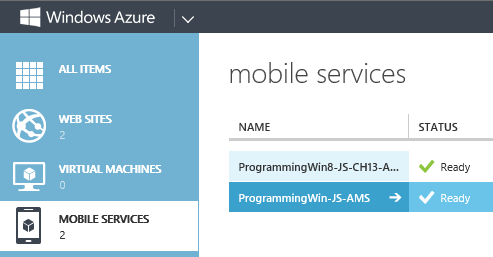 Windows Azure
ALL ITEMS
WEB SITES
2
VIRTUAL MACHINES
0
MOBILE SERVICES
2
mobile services
NAME STATUS
ProgrammingWin8-JS-CH13-A... Ready
ProgrammingWin-JS-AMS Ready